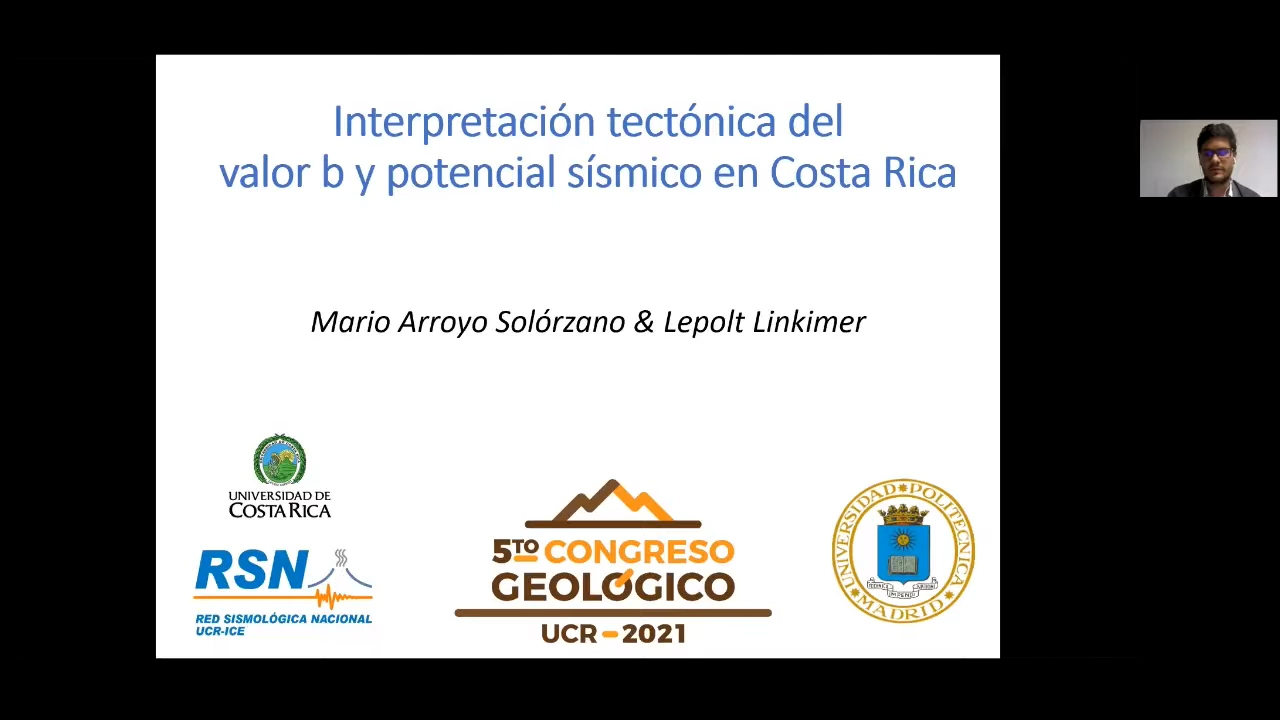 Interpretación tectónica del
valor b y potencial sísmico en Costa Rica
Mario Arroyo Solórzano & Lepolt Linkimer
UNIVERSIDAD DE
COSTA RICA
RSN
RED SISMOLÓGICA NACIONAL
UCR-ICE
5TO CONGRESO
GEOLÓGICO
UCR – 2021
UNIVERSIDAD POLITECNICA
MADRID